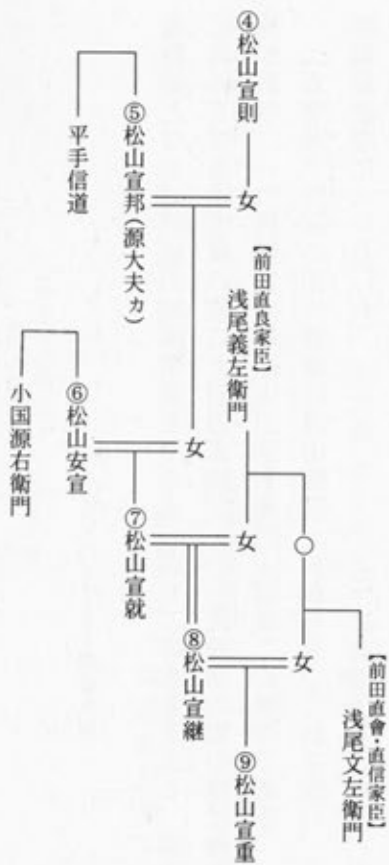 ④松山宣則
女
⑤松山宣邦(源大夫カ)
平手信道
【前田直良家臣】
浅尾義左衛門
女
⑥松山安宣
小国源右衛門
○
女
⑦松山宣就
【前田直會・直信家臣】
浅尾文左衛門
女
⑧松山宣継
⑨松山宣重